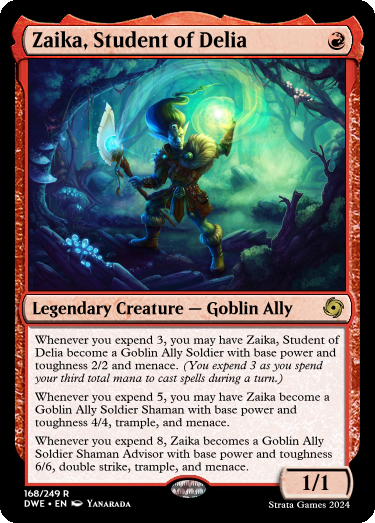 Zaika, Student of Delia
Legendary Creature — Goblin Ally
Whenever you expend 3, you may have Zaika, Student of
Delia become a Goblin Ally Soldier with base power and
toughness 2/2 and menace. (You expend 3 as you spend
your third total mana to cast spells during a turn.)
Whenever you expend 5, you may have Zaika become a
Goblin Ally Soldier Shaman with base power and
toughness 4/4, trample, and menace.
Whenever you expend 8, Zaika becomes a Goblin Ally
Soldier Shaman Advisor with base power and toughness
6/6, double strike, trample, and menace.
1/1
168/249 R
DWE • EN Yanarada
Strata Games 2024